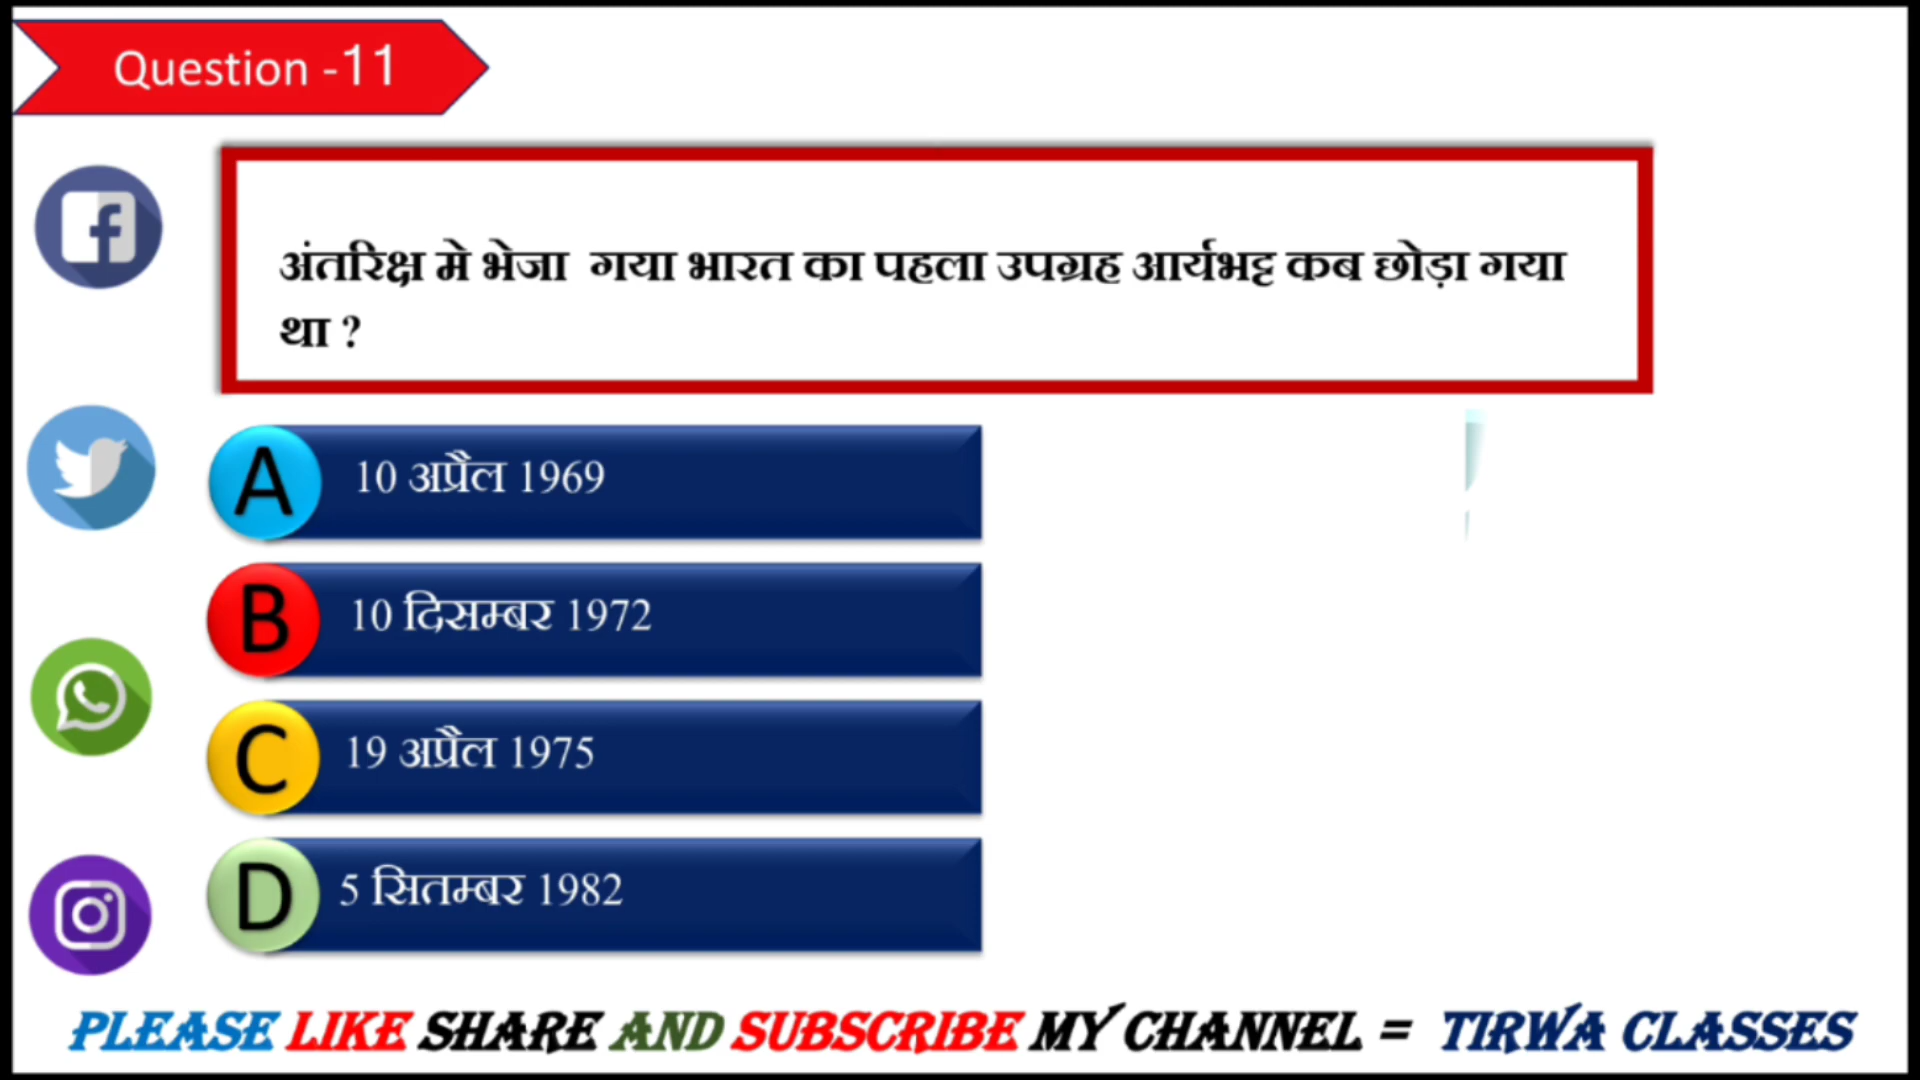 Question -11
अंतरिक्ष मे भेजा गया भारत का पहला उपग्रह आर्यभट्ट कब छोड़ा गया
था ?
A 10 अप्रैल 1969
B 10 दिसम्बर 1972
C 19 अप्रैल 1975
D 5 सितम्बर 1982
PLEASE LIKE SHARE AND SUBSCRIBE MY CHANNEL = TIRWA CLASSES